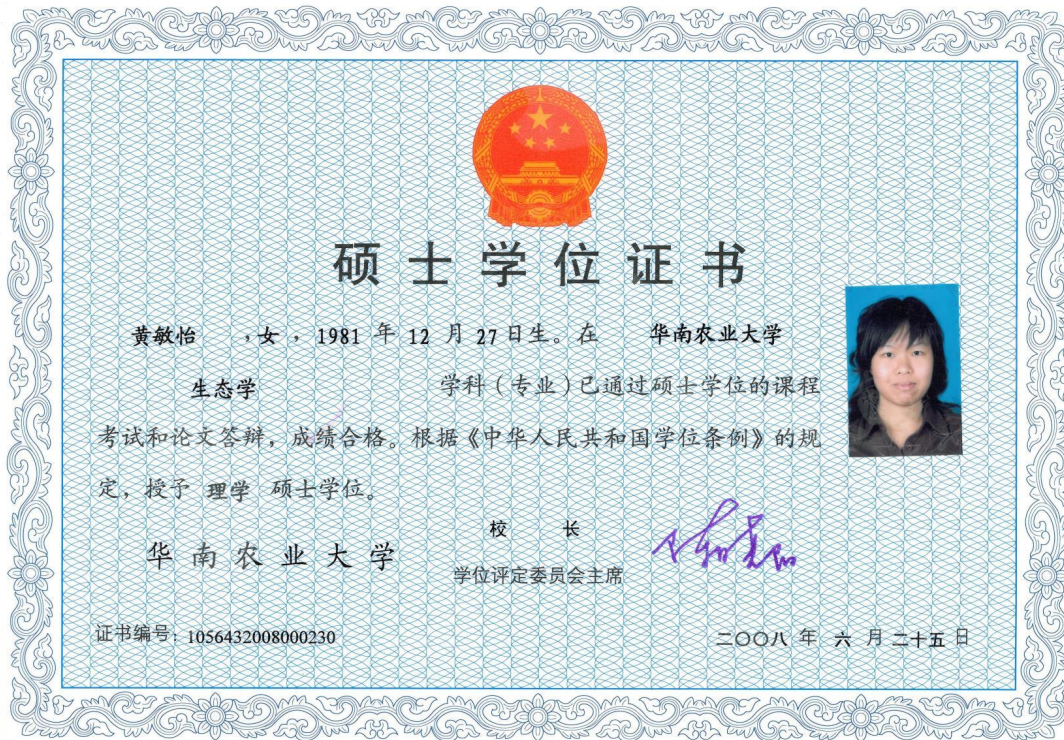 硕士学位证书
黄敏怡 ，女，1981 年 12 月 27 日生。在 华南农业大学
生态学 学科（专业）已通过硕士学位的课程
考试和论文答辩，成绩合格。根据《中华人民共和国学位条例》的规
定，授予 理学 硕士学位。
校 长
华南农业大学
学位评定委员会主席
证书编号：1056432008000230
二〇〇八 年 六 月 二十五 日